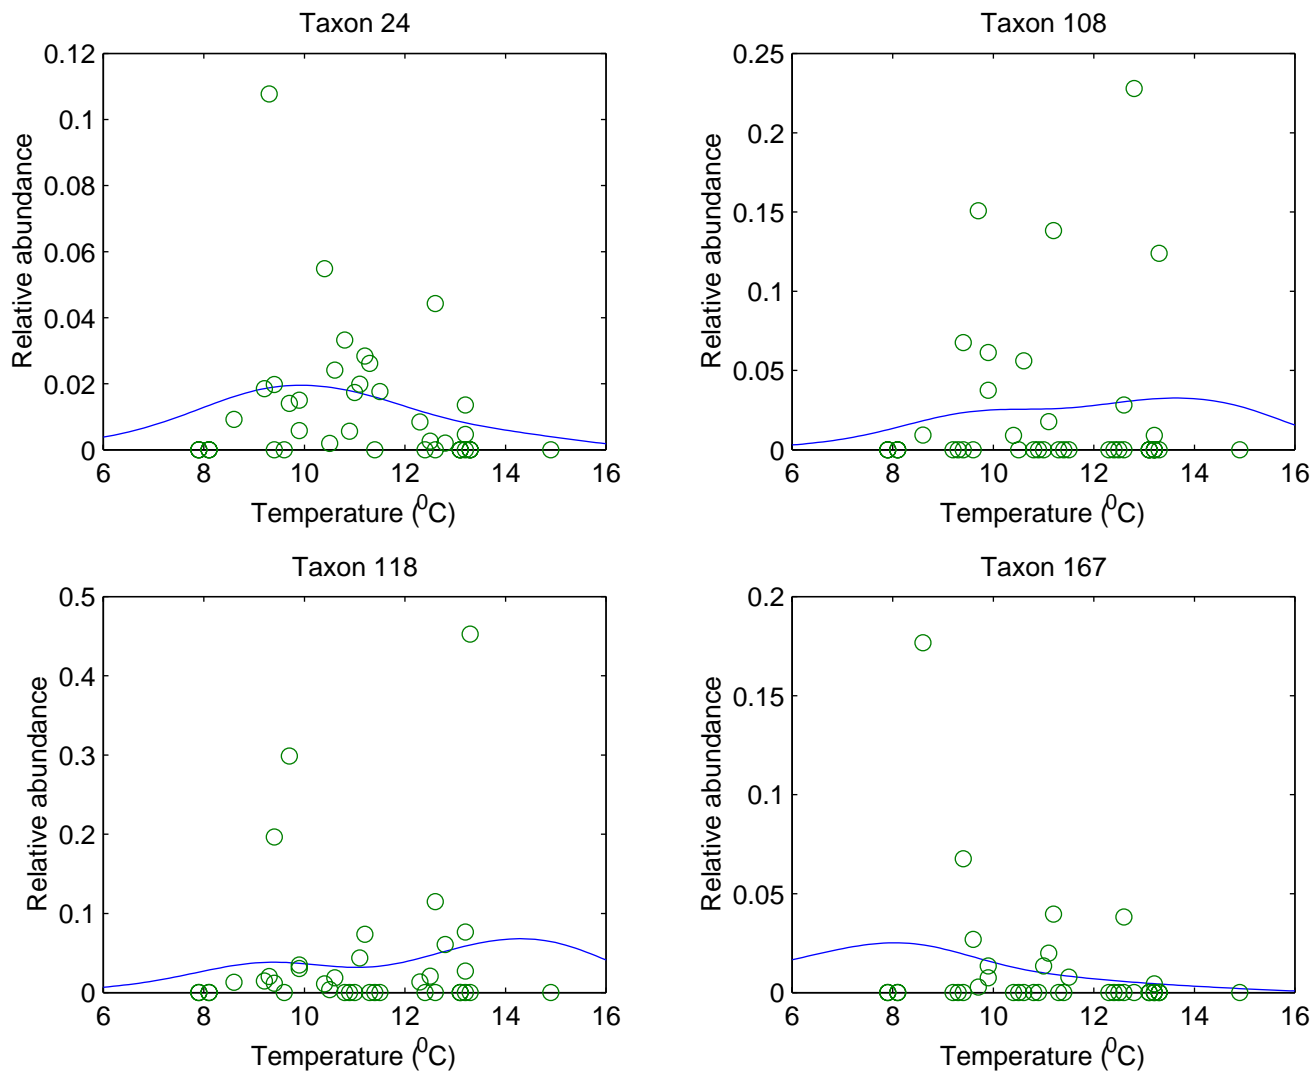 Taxon 24
0.12
0.1
0.08
0.06
0.04
0.02
0
Relative abundance
6 8 10 12 14 16
Temperature (⁰C)
Taxon 108
0.25
0.2
0.15
0.1
0.05
0
Relative abundance
6 8 10 12 14 16
Temperature (⁰C)
Taxon 118
0.5
0.4
0.3
0.2
0.1
0
Relative abundance
6 8 10 12 14 16
Temperature (⁰C)
Taxon 167
0.2
0.15
0.1
0.05
0
Relative abundance
6 8 10 12 14 16
Temperature (⁰C)